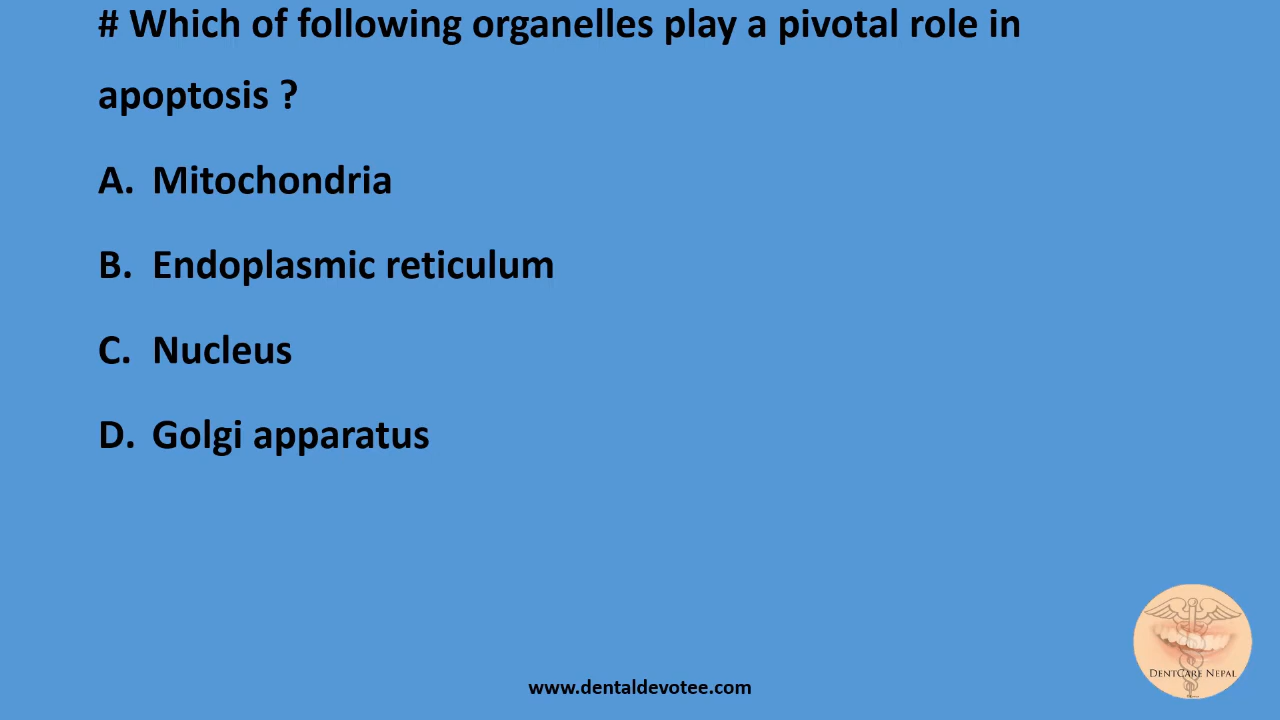 # Which of following organelles play a pivotal role in
apoptosis ?
A. Mitochondria
B. Endoplasmic reticulum
C. Nucleus
D. Golgi apparatus
DentCare Nepal
www.dentaldevotee.com